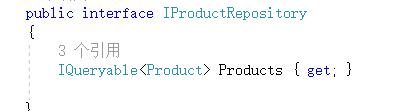 public interface IProductRepository
{
3 个引用
IQueryable<Product> Products { get; }